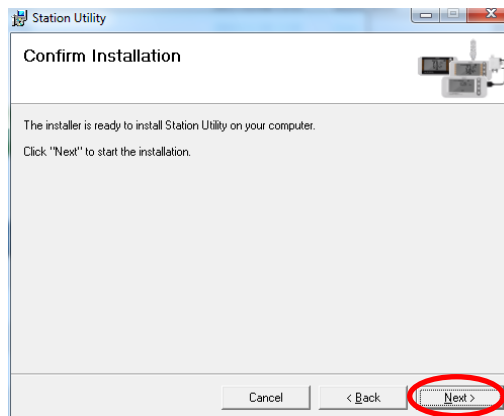 Station Utility
Confirm Installation
The installer is ready to install Station Utility on your computer.
Click "Next" to start the installation.
Cancel
< Back
Next >